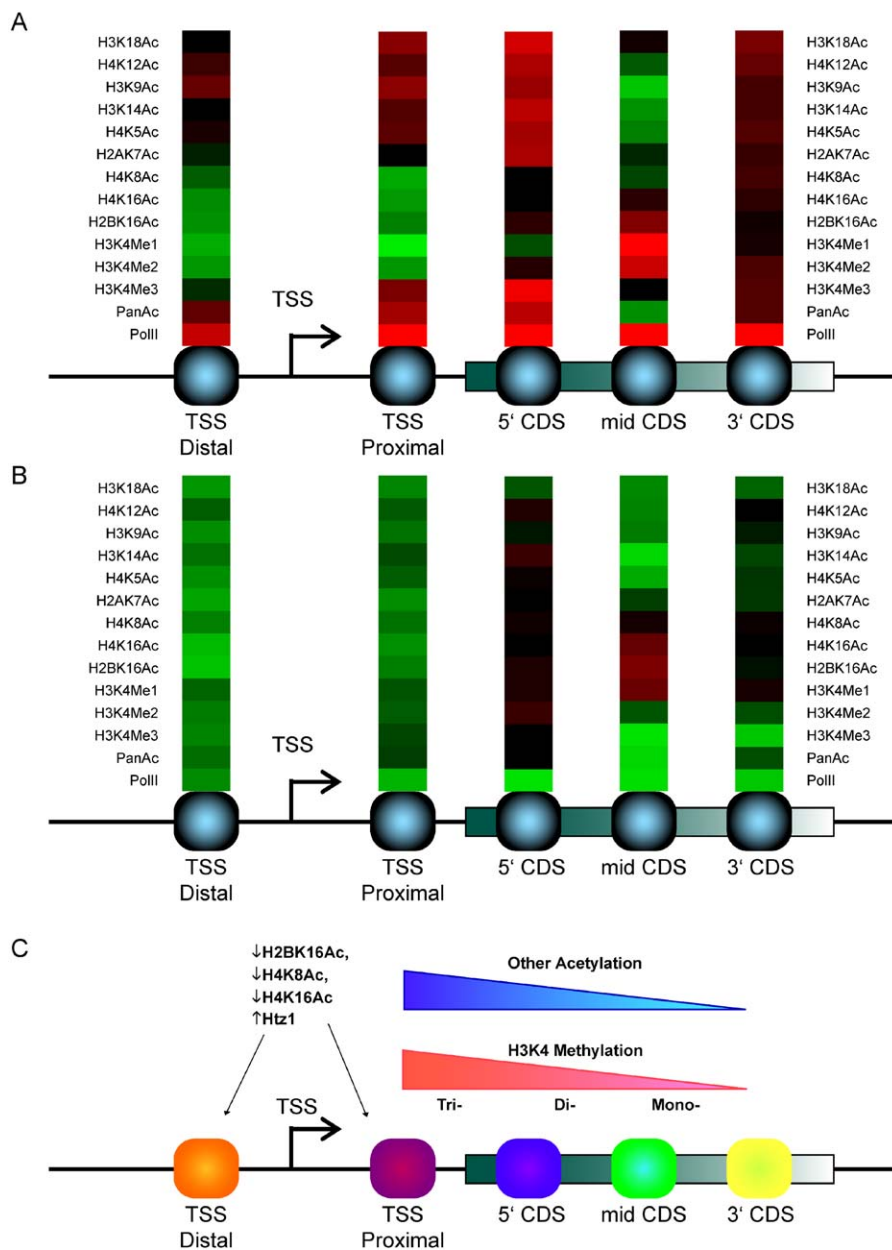 A
H3K18Ac
H4K12Ac
H3K9Ac
H3K14Ac
H4K5Ac
H2AK7Ac
H4K8Ac
H4K16Ac
H2BK16Ac
H3K4Me1
H3K4Me2
H3K4Me3
PanAc
PolII
TSS
H3K18Ac
H4K12Ac
H3K9Ac
H3K14Ac
H4K5Ac
H2AK7Ac
H4K8Ac
H4K16Ac
H2BK16Ac
H3K4Me1
H3K4Me2
H3K4Me3
PanAc
PolII
TSS
Distal
TSS
Proximal
5‘ CDS
mid CDS
3‘ CDS
B
H3K18Ac
H4K12Ac
H3K9Ac
H3K14Ac
H4K5Ac
H2AK7Ac
H4K8Ac
H4K16Ac
H2BK16Ac
H3K4Me1
H3K4Me2
H3K4Me3
PanAc
PolII
TSS
H3K18Ac
H4K12Ac
H3K9Ac
H3K14Ac
H4K5Ac
H2AK7Ac
H4K8Ac
H4K16Ac
H2BK16Ac
H3K4Me1
H3K4Me2
H3K4Me3
PanAc
PolII
TSS
Distal
TSS
Proximal
5‘ CDS
mid CDS
3‘ CDS
C
↓H2BK16Ac,
↓H4K8Ac,
↓H4K16Ac
↑Htz1
Other Acetylation
H3K4 Methylation
Tri- Di- Mono-
TSS
TSS
Distal
TSS
Proximal
5‘ CDS
mid CDS
3‘ CDS